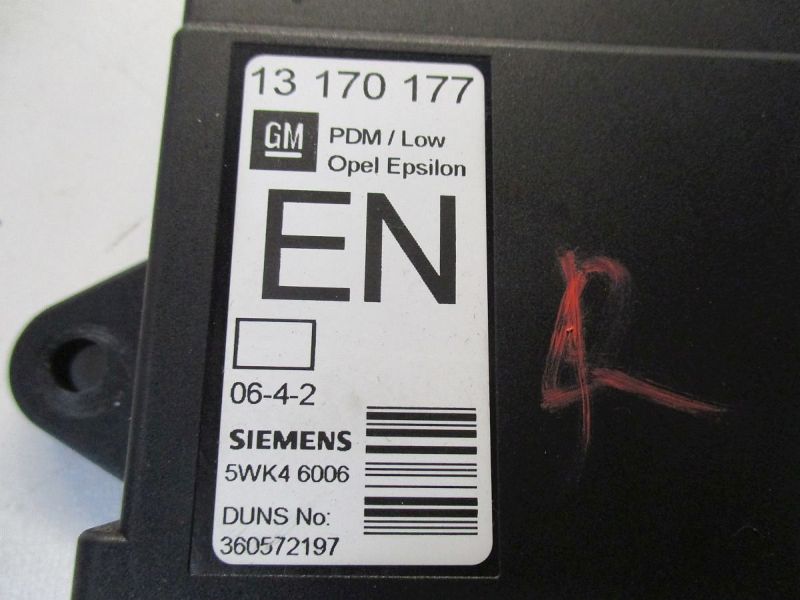 13 170 177
GM
PDM / Low
Opel Epsilon
EN
06-4-2
SIEMENS
5WK4 6006
DUNS No:
360572197
R